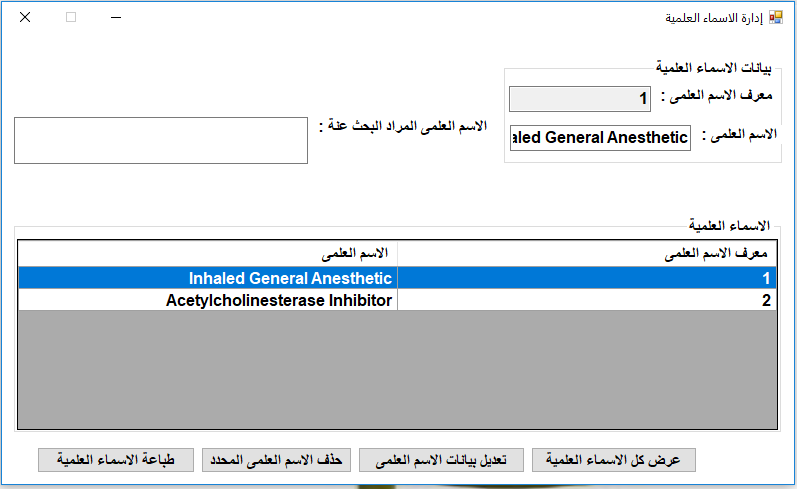 إدارة الاسماء العلمية
بيانات الاسماء العلمية
معرف الاسم العلمى :
1
الاسم العلمى :
aled General Anesthetic
الاسم العلمى المراد البحث عنة :
الاسماء العلمية
معرف الاسم العلمى الاسم العلمى
1 Inhaled General Anesthetic
2 Acetylcholinesterase Inhibitor
عرض كل الاسماء العلمية
تعديل بيانات الاسم العلمى
حذف الاسم العلمى المحدد
طباعة الاسماء العلمية